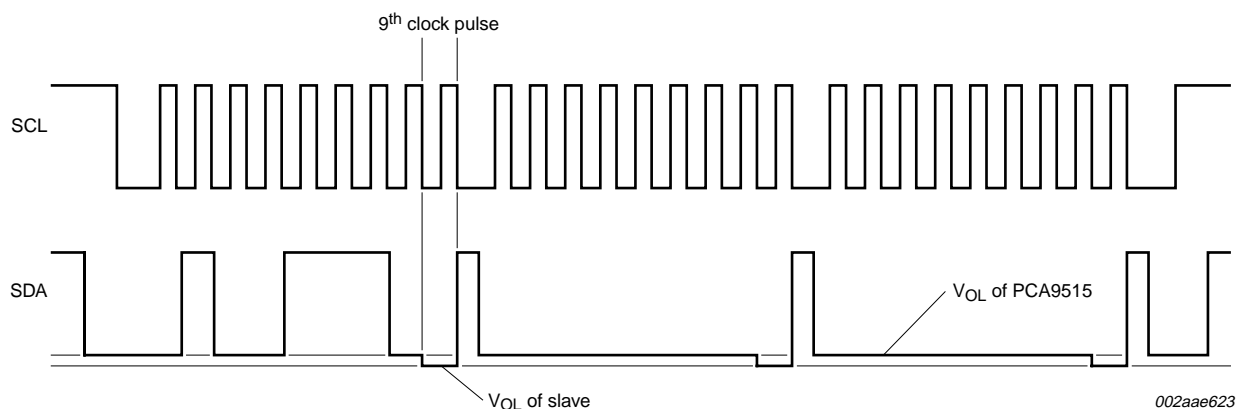 9th clock pulse
SCL
SDA
VOL of PCA9515
VOL of slave
002aae623